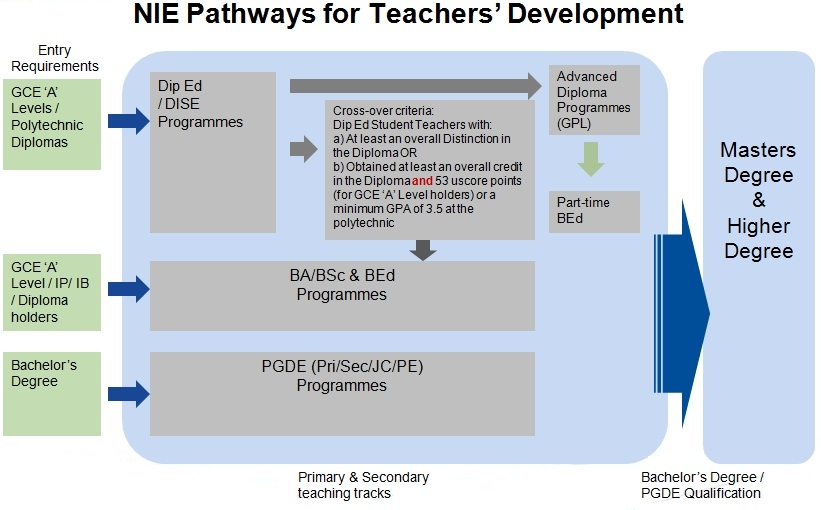 NIE Pathways for Teachers' Development
Entry
Requirements
GCE 'A'
Levels /
Polytechnic
Diplomas
Dip Ed
/ DISE
Programmes
Cross-over criteria:
Dip Ed Student Teachers with:
a) At least an overall Distinction in
the Diploma OR
b) Obtained at least an overall credit
in the Diploma and 53 uscore points
(for GCE 'A' Level holders) or a
minimum GPA of 3.5 at the
polytechnic
Advanced
Diploma
Programmes
(GPL)
Part-time
BEd
Masters
Degree
&
Higher
Degree
GCE 'A'
Level / IP/ IB
/ Diploma
holders
BA/BSc & BEd
Programmes
Bachelor's
Degree
PGDE (Pri/Sec/JC/PE)
Programmes
Primary & Secondary
teaching tracks
Bachelor's Degree /
PGDE Qualification